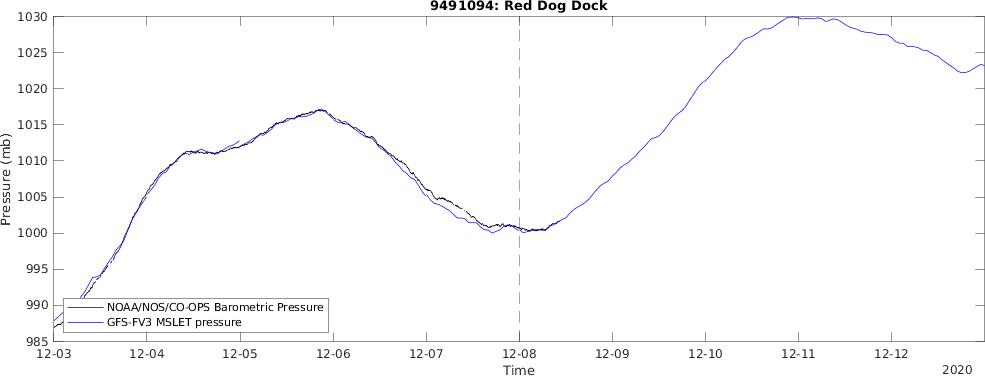 9491094: Red Dog Dock
1030
1025
1020
1015
1010
1005
1000
995
990
985
Pressure (mb)
NOAA/NOS/CO-OPS Barometric Pressure
GFS-FV3 MSLET pressure
12-03 12-04 12-05 12-06 12-07 12-08 12-09 12-10 12-11 12-12
Time
2020